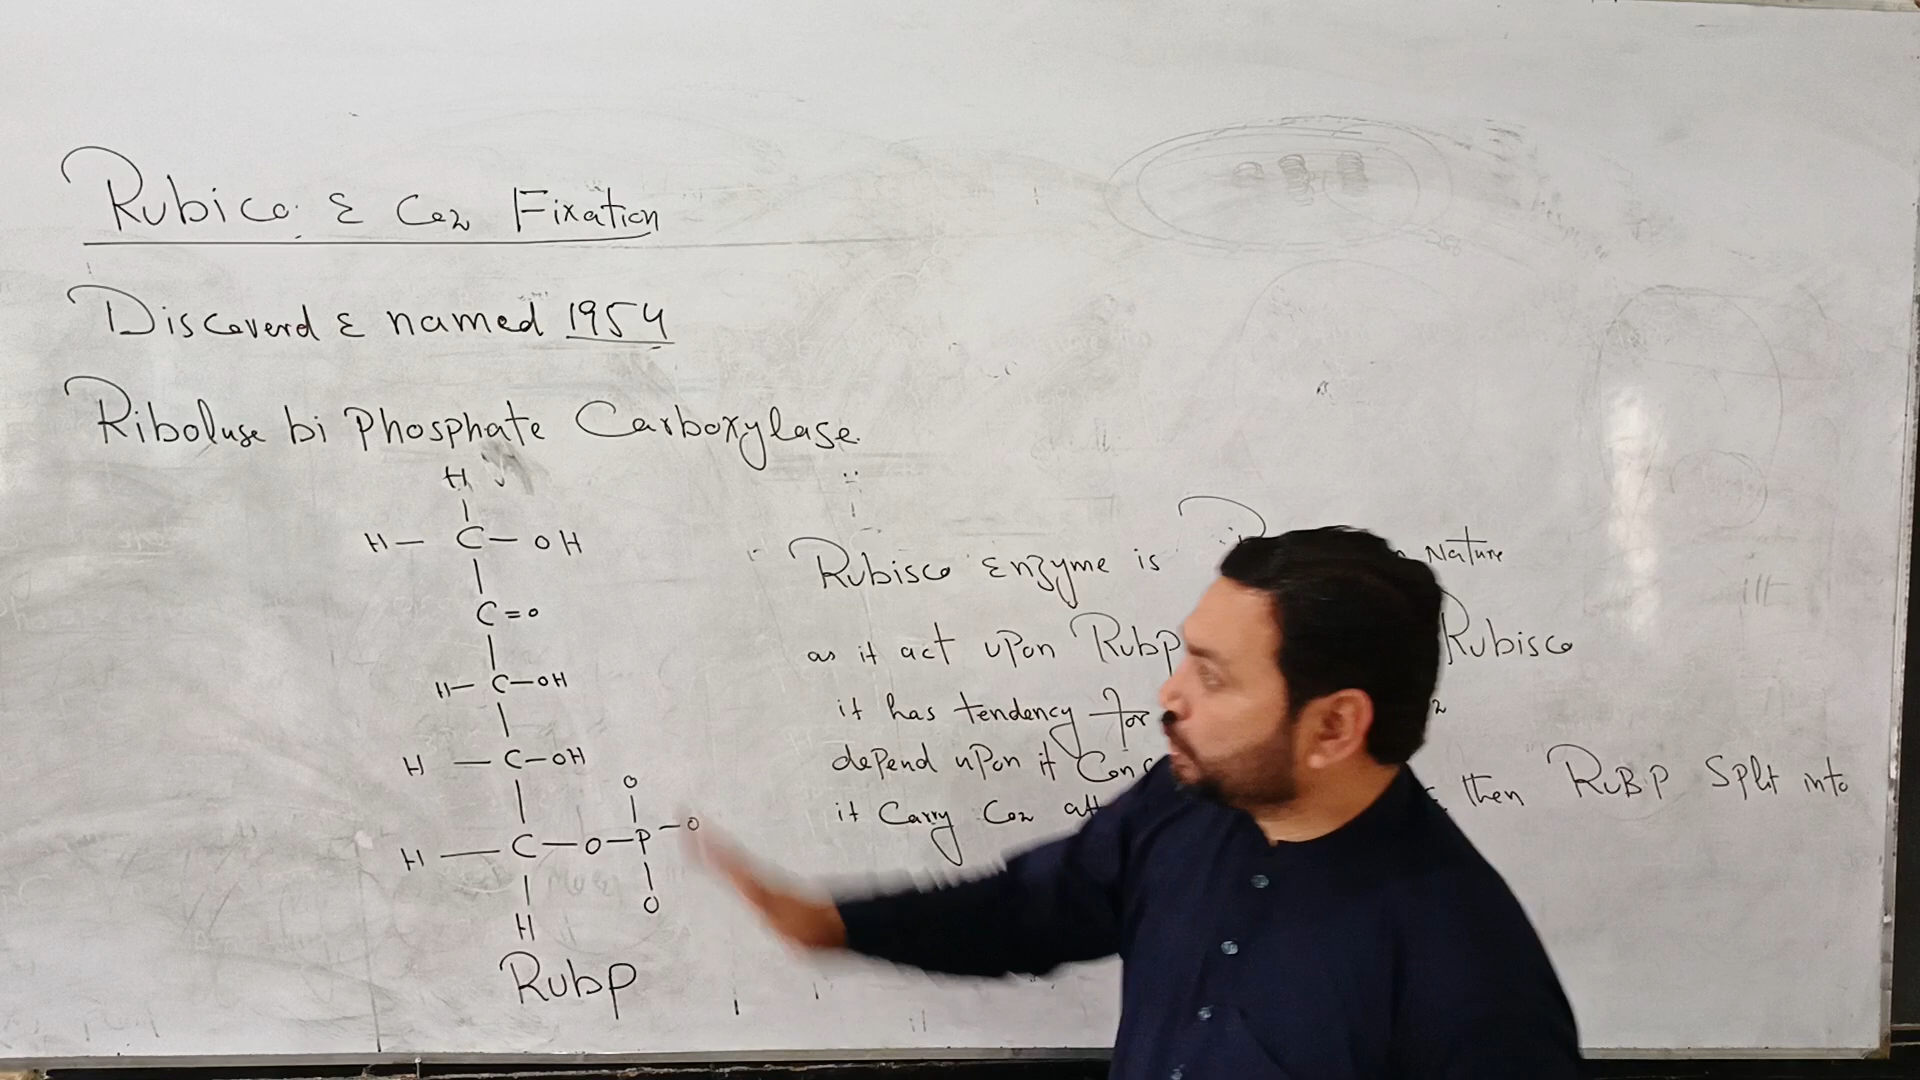 Rubico & Co2 Fixation
Discoverd & named 1954
Riboluse bi Phosphate Carboxylase
H
H – C – OH
C = O
H – C – OH
H – C – OH
O
H – C – O – P – O
O
H
Rubp
Rubisco Enzyme is Nature
as it act upon Rubp Rubisco
it has tendency for 2
depend upon it
it Carry Co2 then RuBP Split into